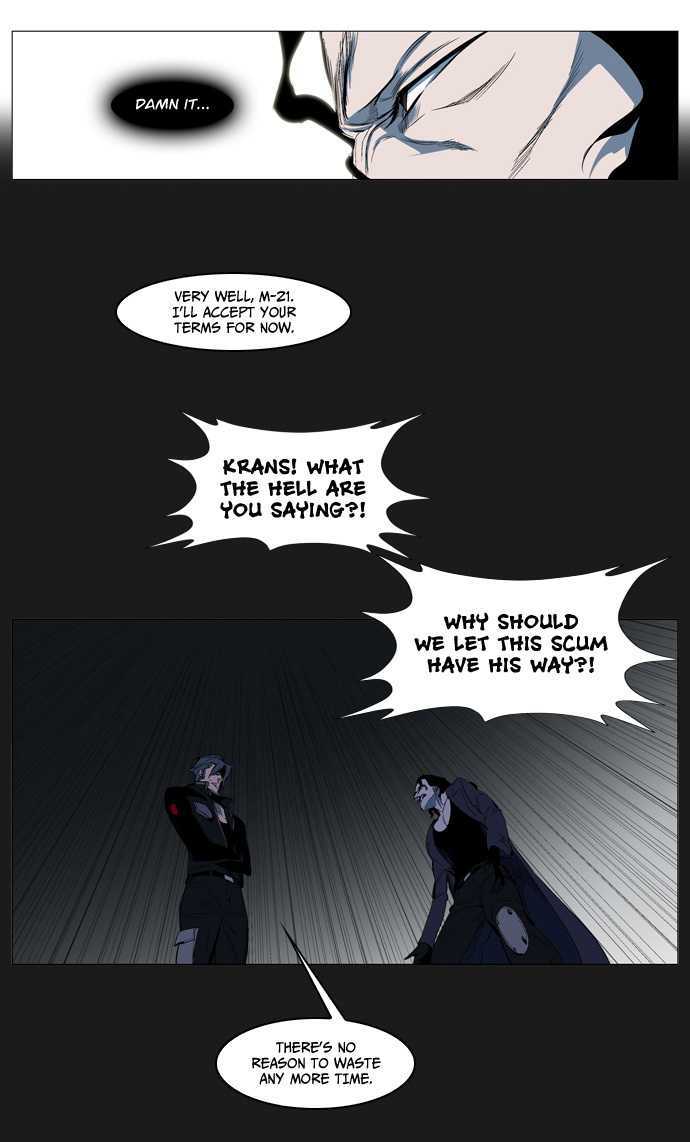 DAMN IT...
VERY WELL, M-21.
I'LL ACCEPT YOUR
TERMS FOR NOW.
KRANS! WHAT
THE HELL ARE
YOU SAYING?!
WHY SHOULD
WE LET THIS SCUM
HAVE HIS WAY?!
THERE'S NO
REASON TO WASTE
ANY MORE TIME.